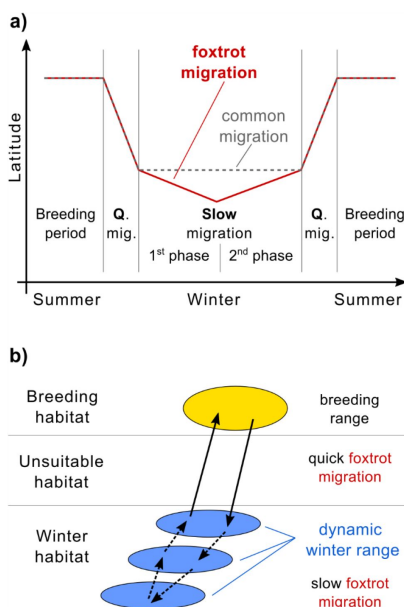 a)
foxtrot
migration
common
migration
Latitude
Breeding
period
Q.
mig.
Slow
migration
1st phase
2nd phase
Q.
mig.
Breeding
period
Summer
Winter
Summer
b)
Breeding
habitat
breeding
range
Unsuitable
habitat
quick foxtrot
migration
Winter
habitat
dynamic
winter range
slow foxtrot
migration